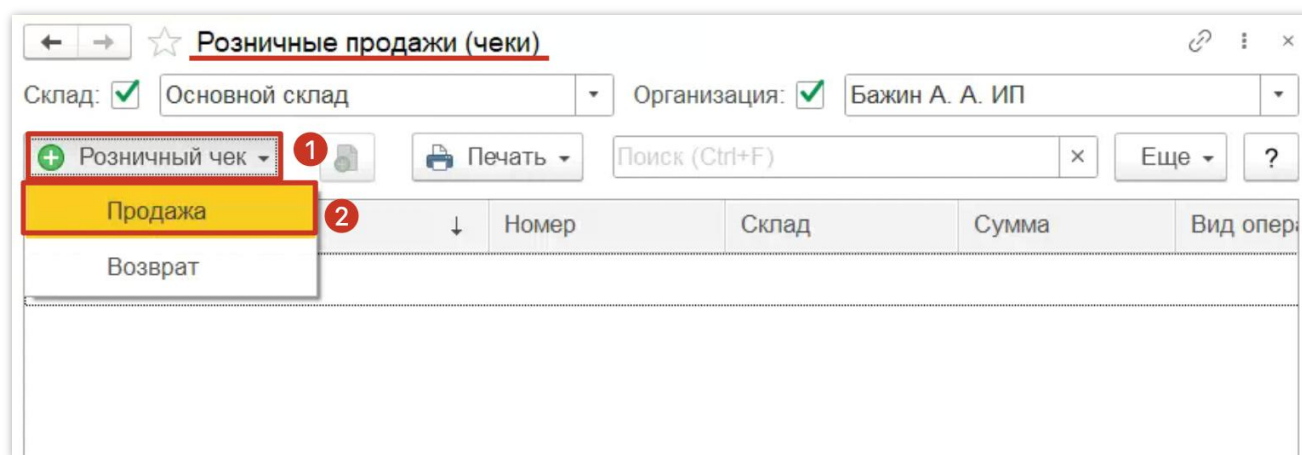 Розничные продажи (чеки)
Склад: Основной склад Организация: Бажин А. А. ИП
Розничный чек 1 Печать Поиск (Ctrl+F) Еще ?
Продажа 2 Номер Склад Сумма Вид опера
Возврат